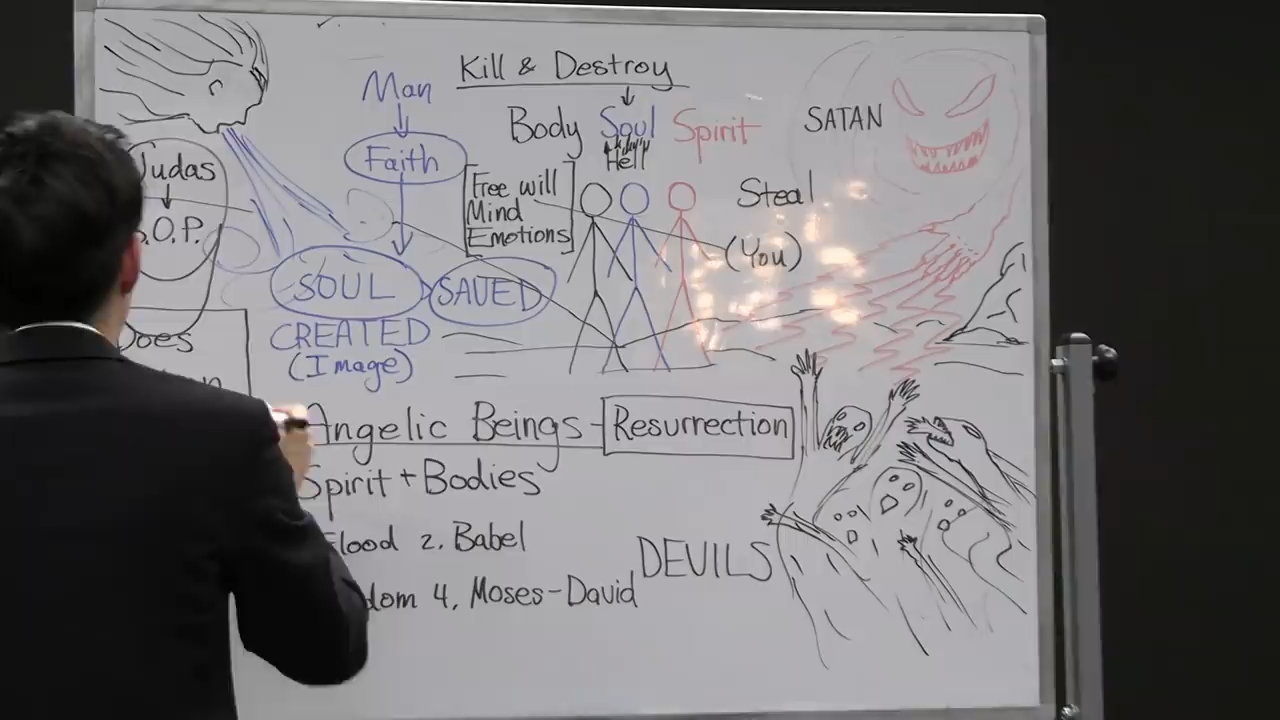 Kill & Destroy
Man
Body Soul Spirit
Hell
SATAN
Faith
Judas
S.O.P.
Free will
Mind
Emotions
Steal
(You)
SOUL
SAVED
CREATED
(Image)
Does
Angelic Beings - Resurrection
Spirit + Bodies
Flood 2. Babel
DEVILS
dom 4. Moses - David